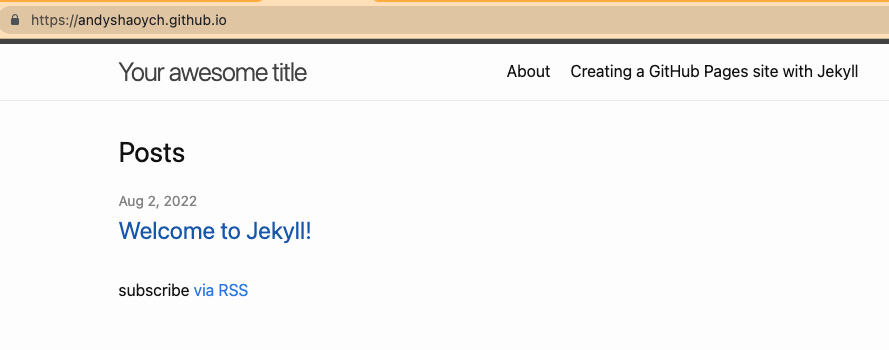 https://andyshaoych.github.io
Your awesome title
About
Creating a GitHub Pages site with Jekyll
Posts
Aug 2, 2022
Welcome to Jekyll!
subscribe via RSS